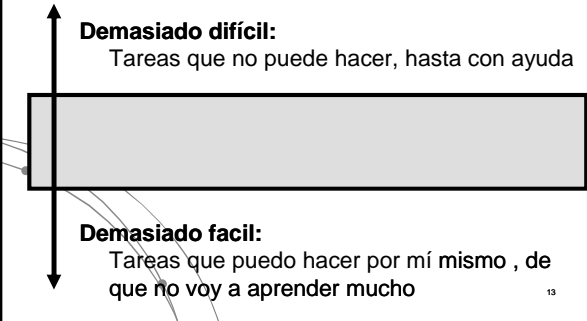 Demasiado difícil:
Tareas que no puede hacer, hasta con ayuda
Demasiado facil:
Tareas que puedo hacer por mí mismo , de
que no voy a aprender mucho
13